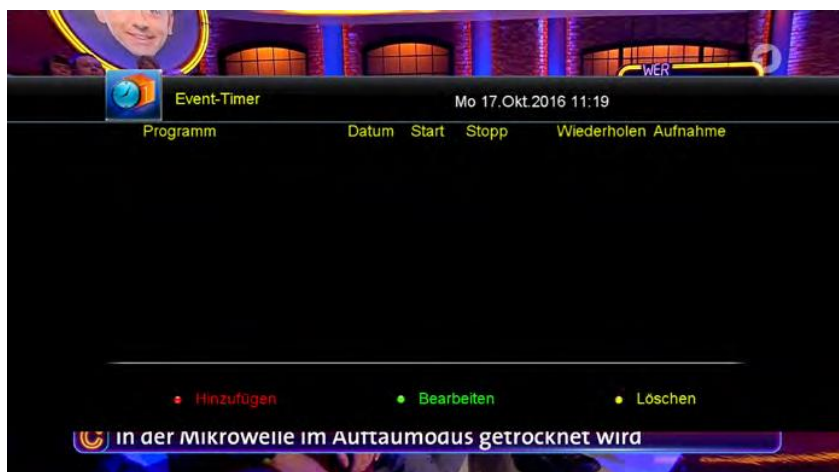 WER
Event-Timer
Mo 17.Okt.2016 11:19
Programm Datum Start Stopp Wiederholen Aufnahme
Hinzufügen Bearbeiten Löschen
C in der Mikrowelle im Auftaumodus getrocknet wird